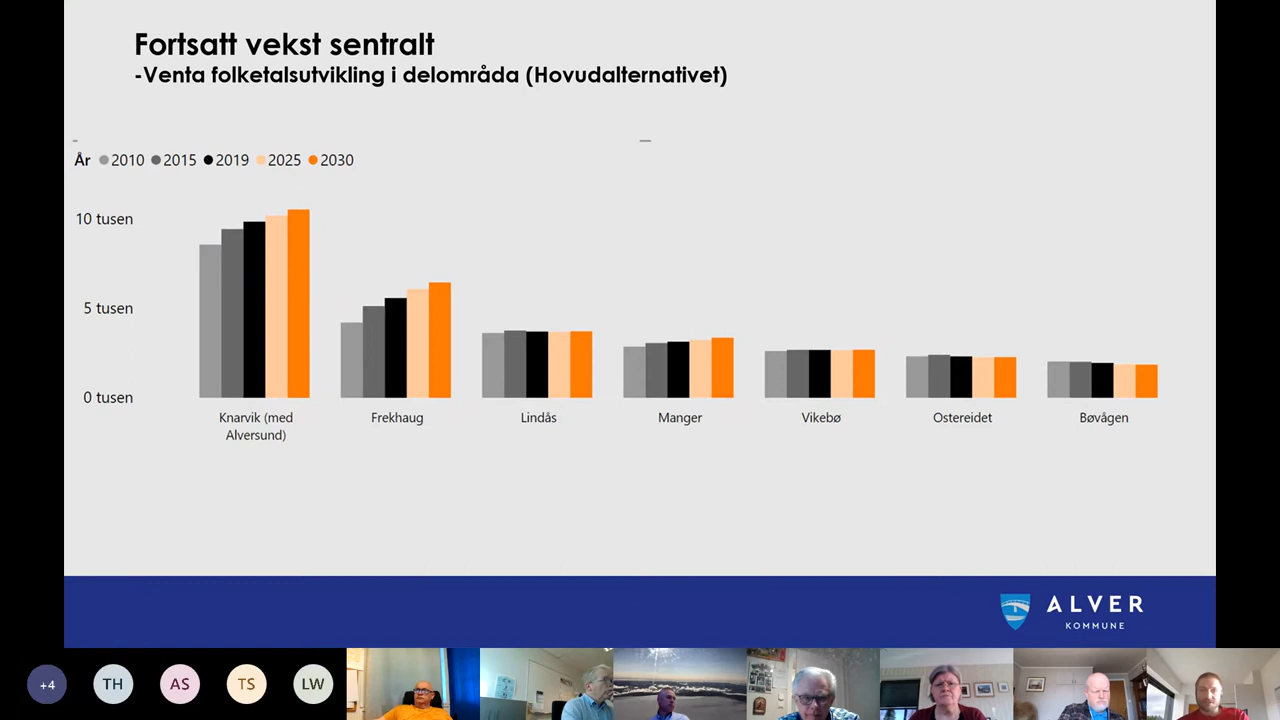 Fortsatt vekst sentralt
-Venta folketalsutvikling i delområda (Hovudalternativet)
År 2010 2015 2019 2025 2030
10 tusen
5 tusen
0 tusen
Knarvik (med
Alversund)
Frekhaug
Lindås
Manger
Vikebø
Ostereidet
Bøvågen
ALVER
KOMMUNE
+4
TH
AS
TS
LW